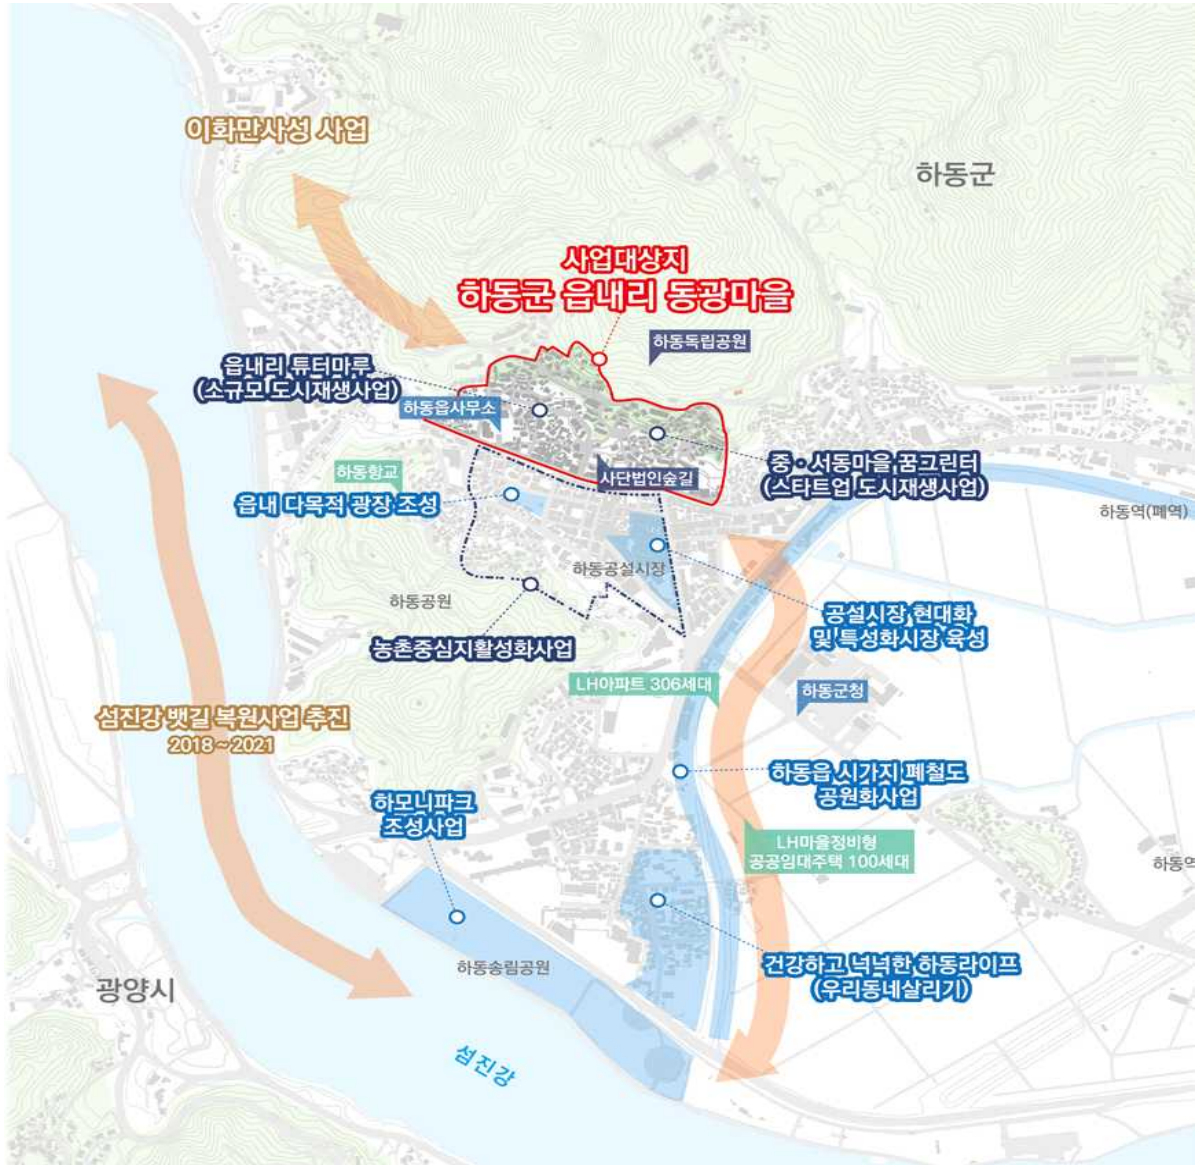 이화만사성 사업
하동군
사업대상지
하동군 읍내리 동광마을
하동독립공원
읍내리 튜터마루
(소규모 도시재생사업)
하동읍사무소
하동향교
사단법인숲길
중・서동마을 꿈그린터
(스타트업 도시재생사업)
읍내 다목적 광장 조성
하동역(폐역)
하동공설시장
하동공원
공설시장 현대화
및 특성화시장 육성
농촌중심지활성화사업
LH아파트 306세대
하동군청
섬진강 뱃길 복원사업 추진
2018~2021
하동읍 시가지 폐철도
공원화사업
하모니파크
조성사업
LH마을정비형
공공임대주택 100세대
하동역
하동송림공원
건강하고 넉넉한 하동라이프
(우리동네살리기)
광양시
섬진강